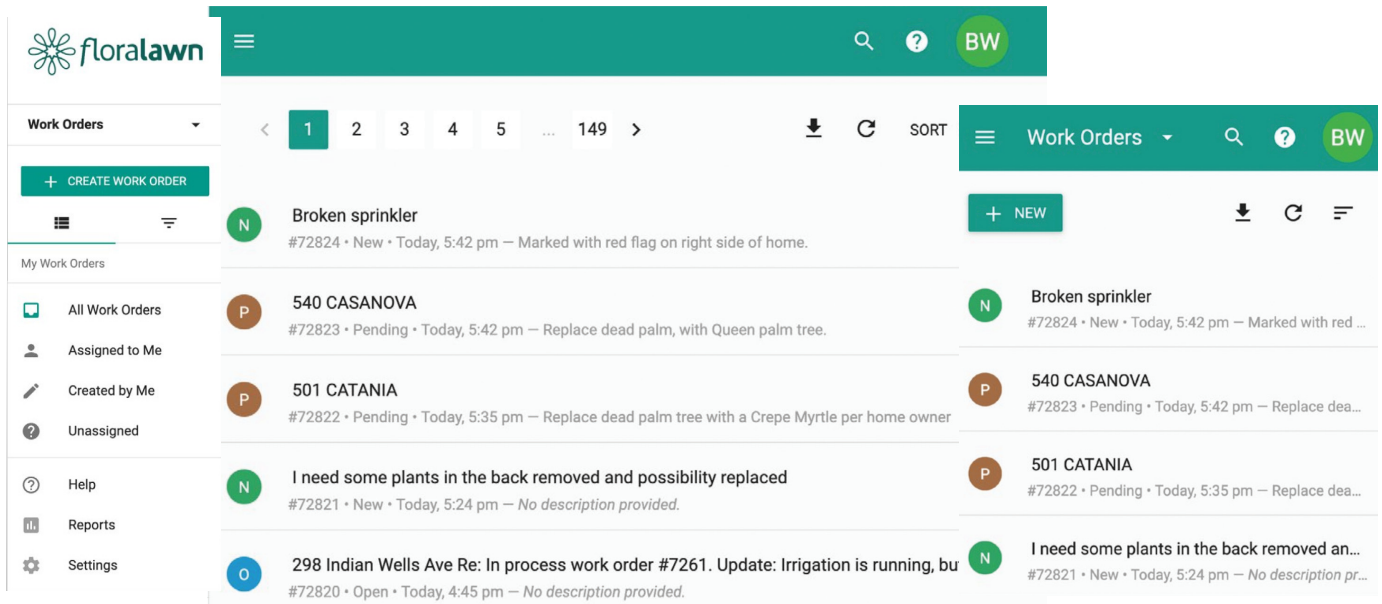 floralawn
Work Orders
+ CREATE WORK ORDER
My Work Orders
All Work Orders
Assigned to Me
Created by Me
Unassigned
Help
Reports
Settings
BW
1 2 3 4 5 ... 149
SORT
N
Broken sprinkler
#72824 • New • Today, 5:42 pm — Marked with red flag on right side of home.
P
540 CASANOVA
#72823 • Pending • Today, 5:42 pm — Replace dead palm, with Queen palm tree.
P
501 CATANIA
#72822 • Pending • Today, 5:35 pm — Replace dead palm tree with a Crepe Myrtle per home owner
N
I need some plants in the back removed and possibility replaced
#72821 • New • Today, 5:24 pm — No description provided.
O
298 Indian Wells Ave Re: In process work order #7261. Update: Irrigation is running, bu
#72820 • Open • Today, 4:45 pm — No description provided.
Work Orders
BW
+ NEW
N
Broken sprinkler
#72824 • New • Today, 5:42 pm — Marked with red ...
P
540 CASANOVA
#72823 • Pending • Today, 5:42 pm — Replace dea...
P
501 CATANIA
#72822 • Pending • Today, 5:35 pm — Replace dea...
N
I need some plants in the back removed an...
#72821 • New • Today, 5:24 pm — No description pr...